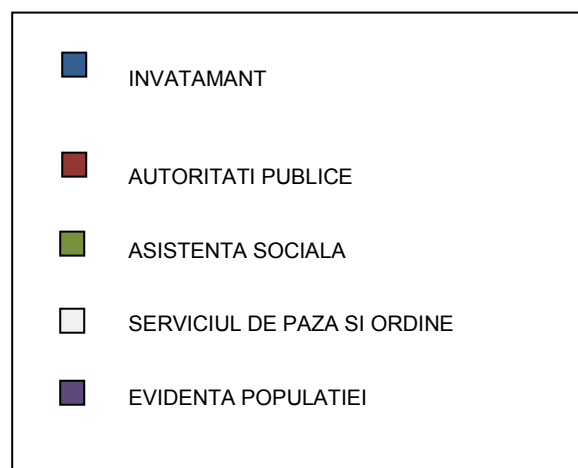 INVATAMANT
AUTORITATI PUBLICE
ASISTENTA SOCIALA
SERVICIUL DE PAZA SI ORDINE
EVIDENTA POPULATIEI